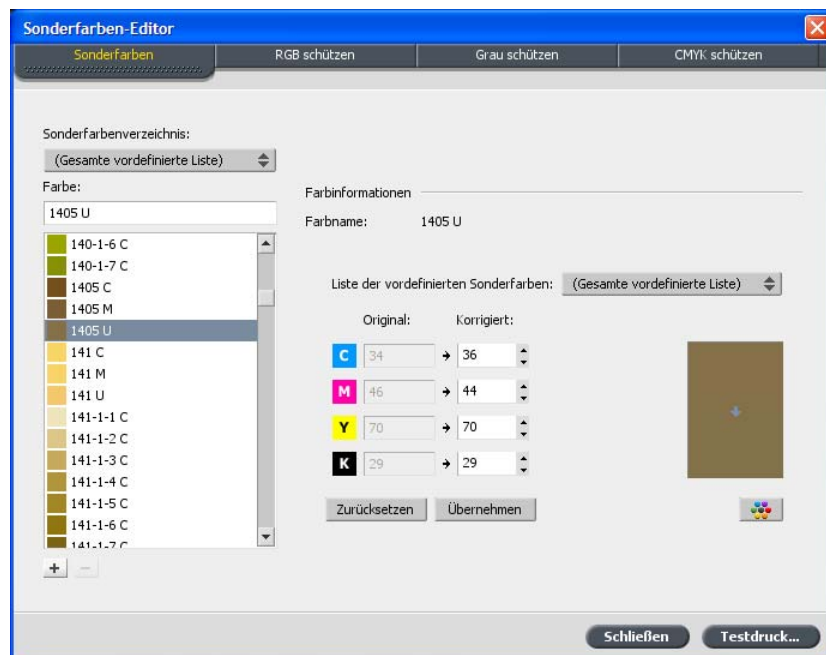 Sonderfarben-Editor
Sonderfarben
RGB schützen
Grau schützen
CMYK schützen
Sonderfarbenverzeichnis:
(Gesamte vordefinierte Liste)
Farbe:
1405 U
140-1-6 C
140-1-7 C
1405 C
1405 M
1405 U
141 C
141 M
141 U
141-1-1 C
141-1-2 C
141-1-3 C
141-1-4 C
141-1-5 C
141-1-6 C
141-1-7 C
+ −
Farbinformationen
Farbname: 1405 U
Liste der vordefinierten Sonderfarben: (Gesamte vordefinierte Liste)
Original: Korrigiert:
C 34 → 36
M 46 → 44
Y 70 → 70
K 29 → 29
Zurücksetzen Übernehmen
Schließen Testdruck...